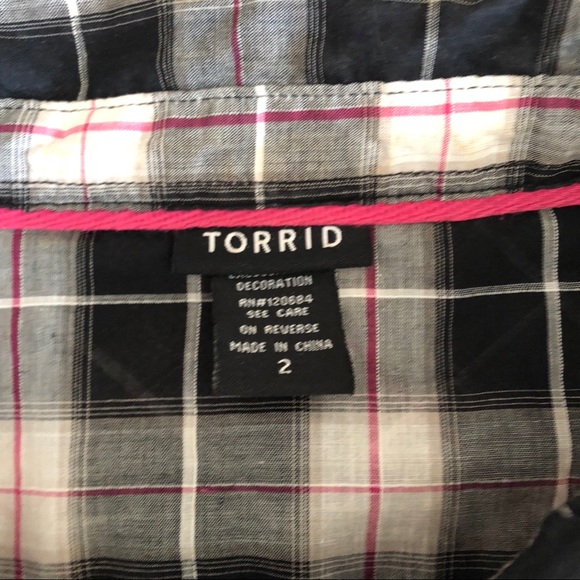 TORRID
DECORATION
RN#120684
SEE CARE
ON REVERSE
MADE IN CHINA
2